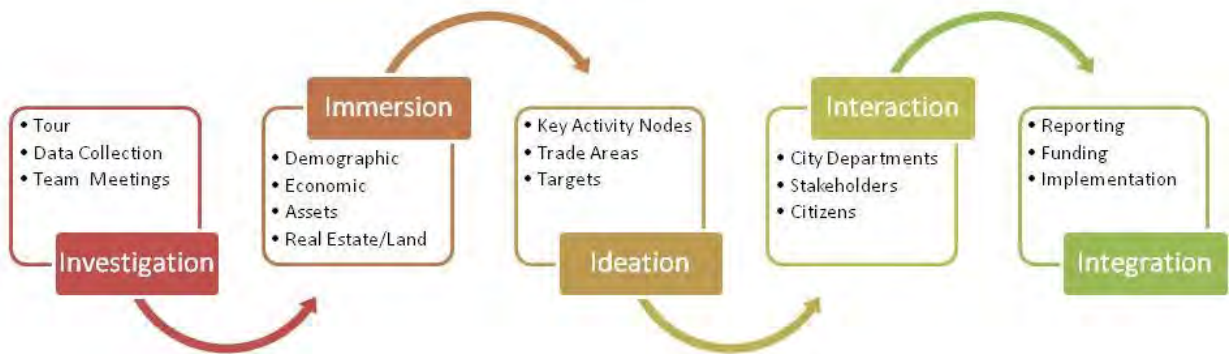 Investigation
• Tour
• Data Collection
• Team Meetings
Immersion
• Demographic
• Economic
• Assets
• Real Estate/Land
Ideation
• Key Activity Nodes
• Trade Areas
• Targets
Interaction
• City Departments
• Stakeholders
• Citizens
Integration
• Reporting
• Funding
• Implementation